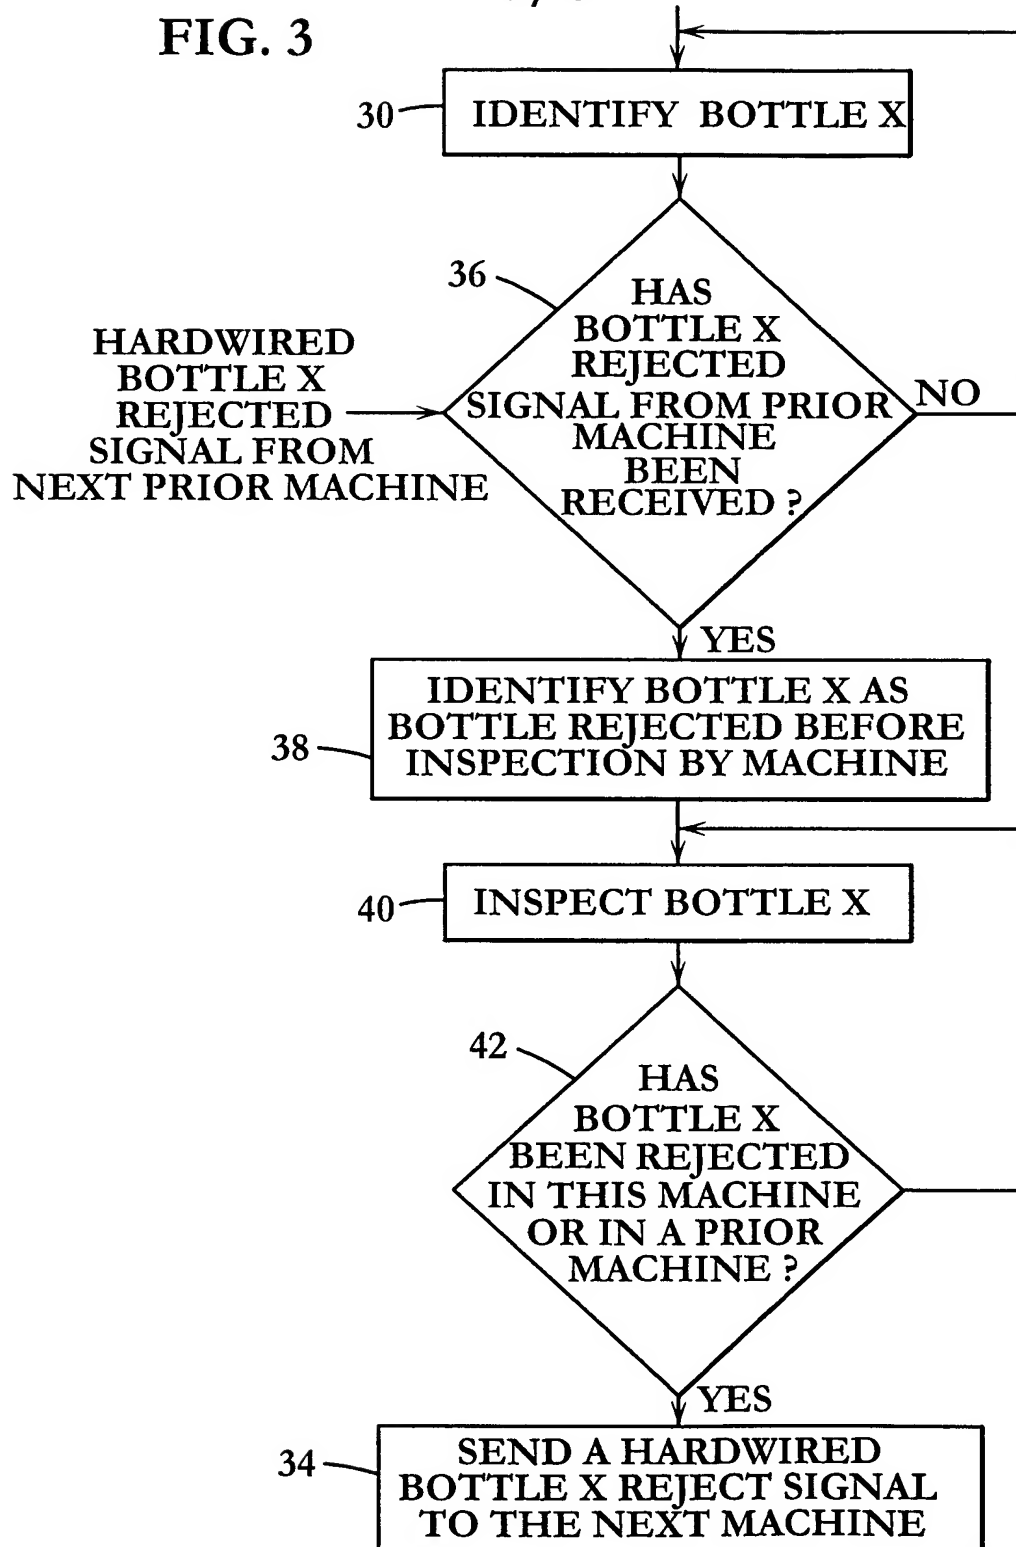 FIG. 3
30
IDENTIFY BOTTLE X
36
HAS
BOTTLE X
REJECTED
SIGNAL FROM PRIOR
MACHINE
BEEN
RECEIVED ?
NO
HARDWIRED
BOTTLE X
REJECTED
SIGNAL FROM
NEXT PRIOR MACHINE
YES
38
IDENTIFY BOTTLE X AS
BOTTLE REJECTED BEFORE
INSPECTION BY MACHINE
40
INSPECT BOTTLE X
42
HAS
BOTTLE X
BEEN REJECTED
IN THIS MACHINE
OR IN A PRIOR
MACHINE ?
YES
34
SEND A HARDWIRED
BOTTLE X REJECT SIGNAL
TO THE NEXT MACHINE